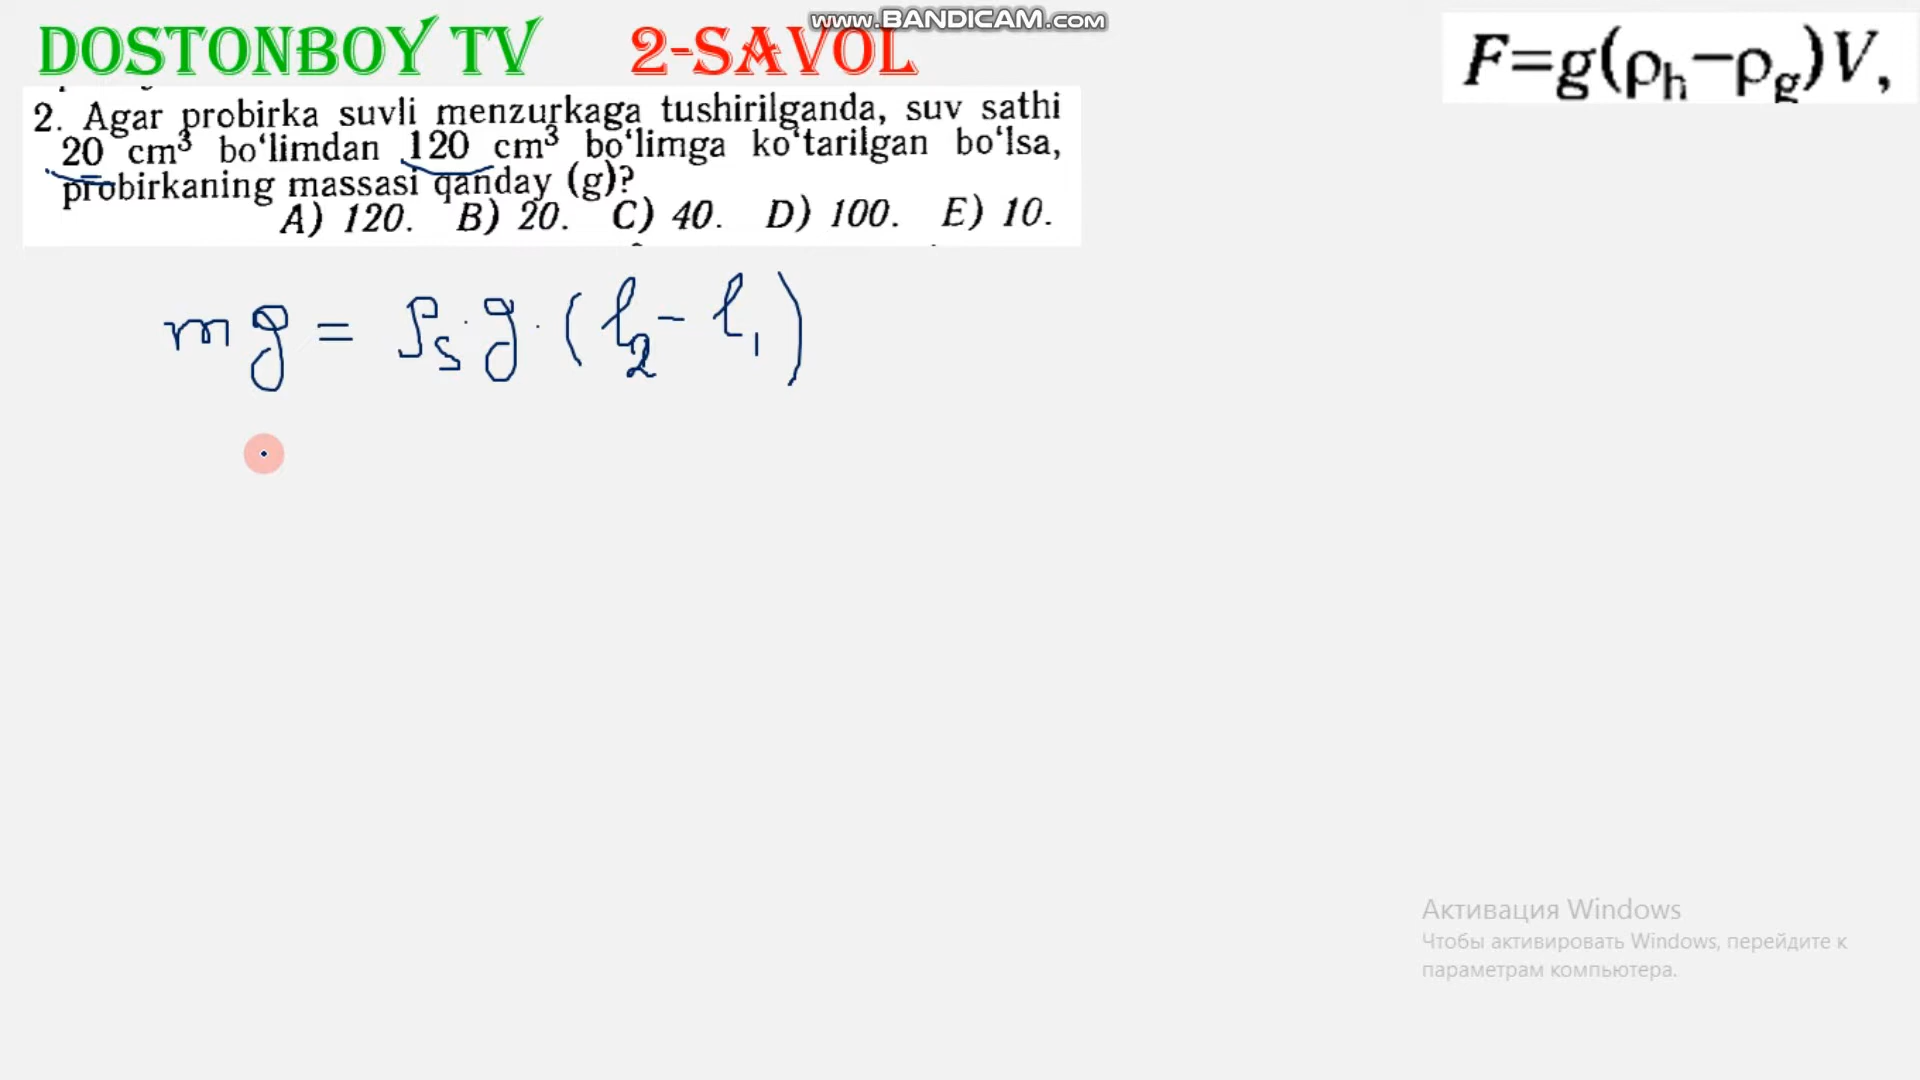 www.BANDICAM.com
DOSTONBOY TV 2-SAVOL
F=g(ρh−ρg)V,
2. Agar probirka suvli menzurkaga tushirilganda, suv sathi
20 cm³ bo‘limdan 120 cm³ bo‘limga ko‘tarilgan bo‘lsa,
probirkaning massasi qanday (g)?
A) 120. B) 20. C) 40. D) 100. E) 10.
mg = ρs·g·(l2−l1)
Активация Windows
Чтобы активировать Windows, перейдите к
параметрам компьютера.